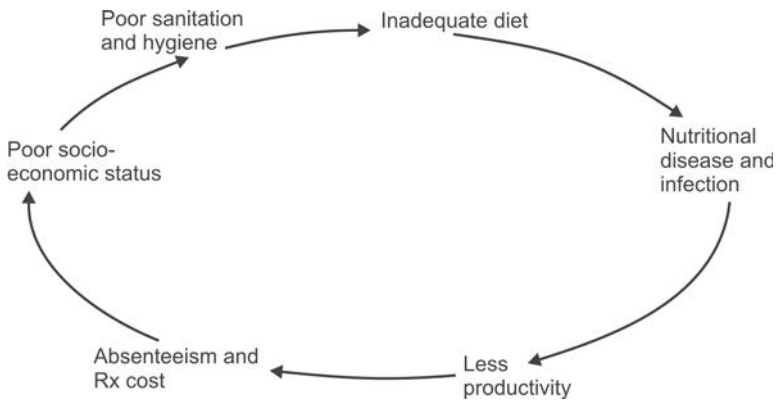 Poor sanitation
and hygiene
Inadequate diet
Nutritional
disease and
infection
Less
productivity
Absenteeism and
Rx cost
Poor socio-
economic status